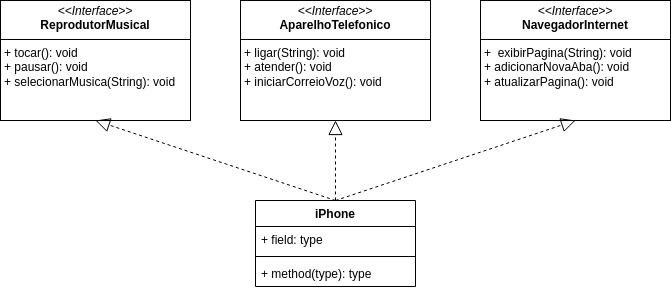 <<Interface>>
ReprodutorMusical
+ tocar(): void
+ pausar(): void
+ selecionarMusica(String): void
<<Interface>>
AparelhoTelefonico
+ ligar(String): void
+ atender(): void
+ iniciarCorreioVoz(): void
<<Interface>>
NavegadorInternet
+  exibirPagina(String): void
+ adicionarNovaAba(): void
+ atualizarPagina(): void
iPhone
+ field: type
+ method(type): type